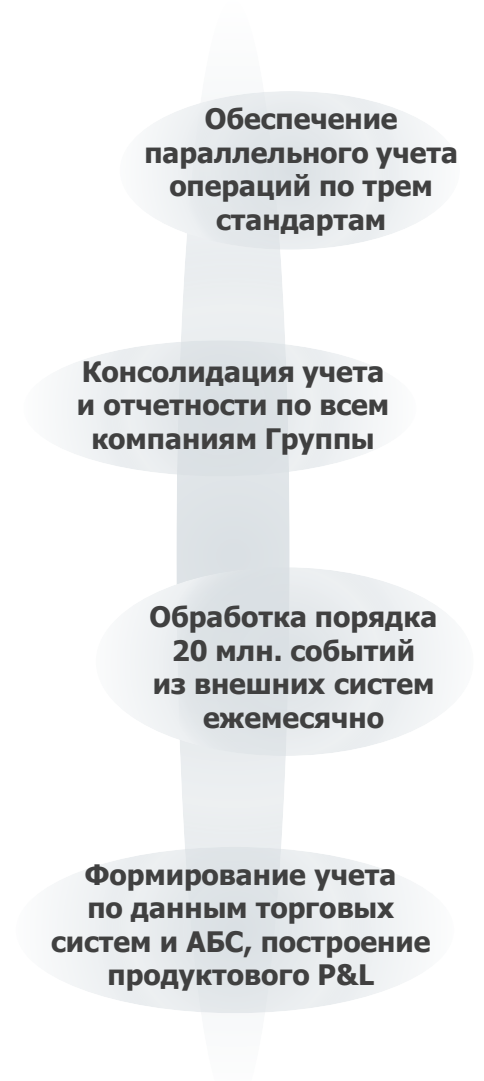 Обеспечение
параллельного учета
операций по трем
стандартам
Консолидация учета
и отчетности по всем
компаниям Группы
Обработка порядка
20 млн. событий
из внешних систем
ежемесячно
Формирование учета
по данным торговых
систем и АБС, построение
продуктового P&L